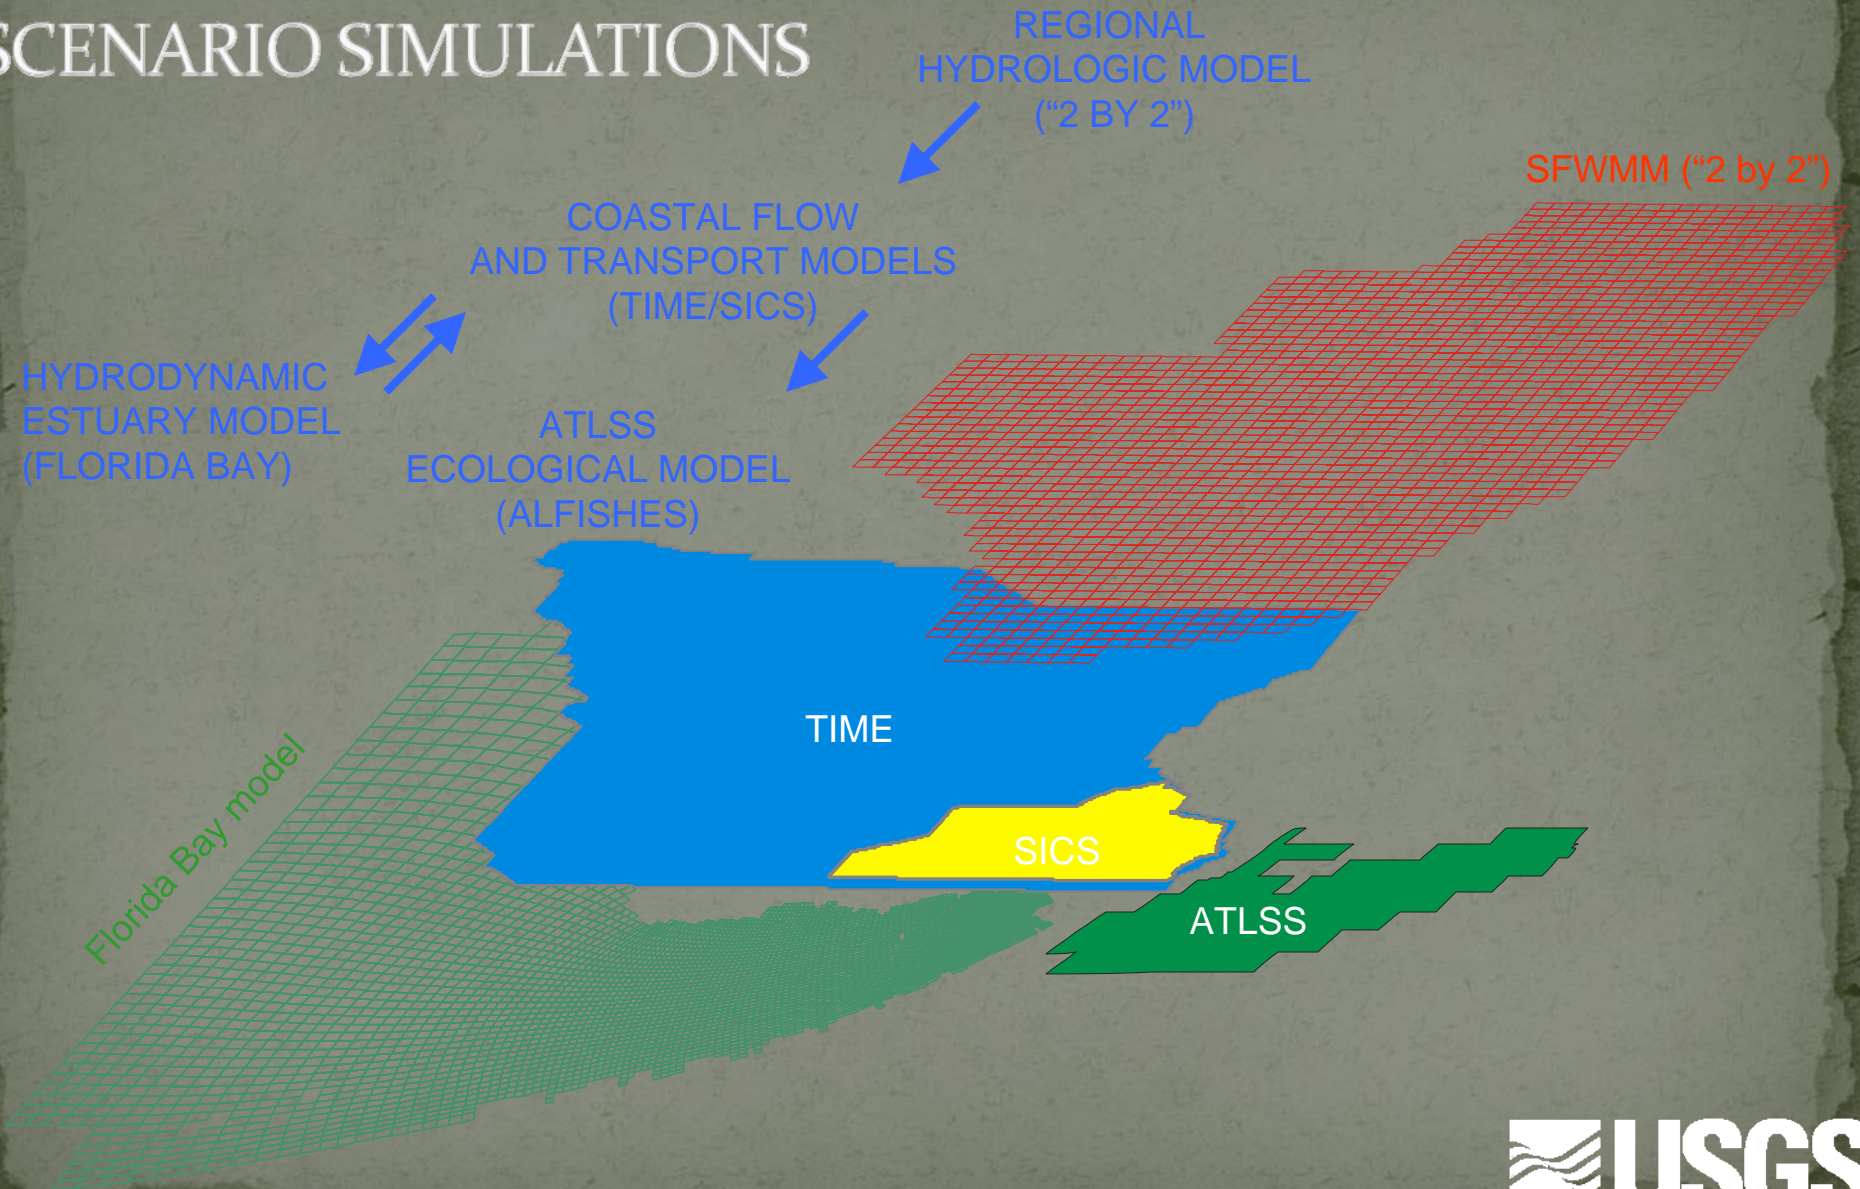 SCENARIO SIMULATIONS
REGIONAL
HYDROLOGIC MODEL
(“2 BY 2”)
SFWMM (“2 by 2”)
COASTAL FLOW
AND TRANSPORT MODELS
(TIME/SICS)
HYDRODYNAMIC
ESTUARY MODEL
(FLORIDA BAY)
ATLSS
ECOLOGICAL MODEL
(ALFISHES)
TIME
Florida Bay model
SICS
ATLSS
USGS